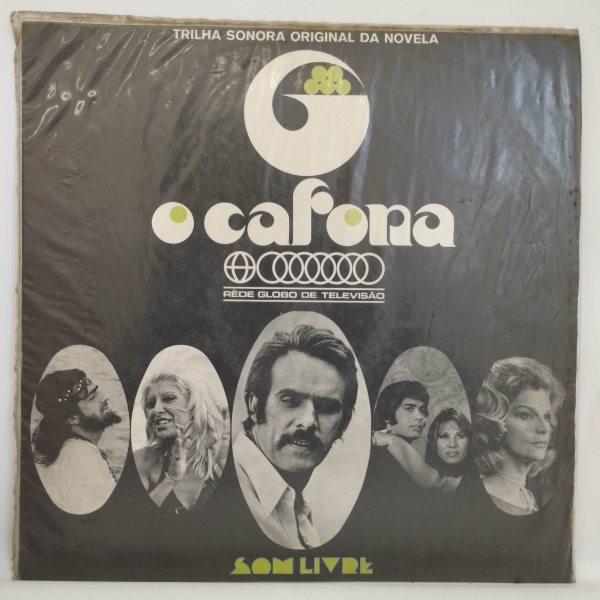 TRILHA SONORA ORIGINAL DA NOVELA
o cafona
RÊDE GLOBO DE TELEVISÃO
SOM LIVRE